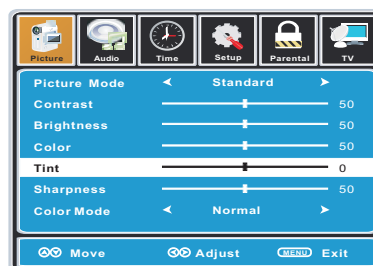 Picture Audio Time Setup Parental TV
Picture Mode Standard
Contrast 50
Brightness 50
Color 50
Tint 0
Sharpness 50
Color Mode Normal
Move Adjust MENU Exit